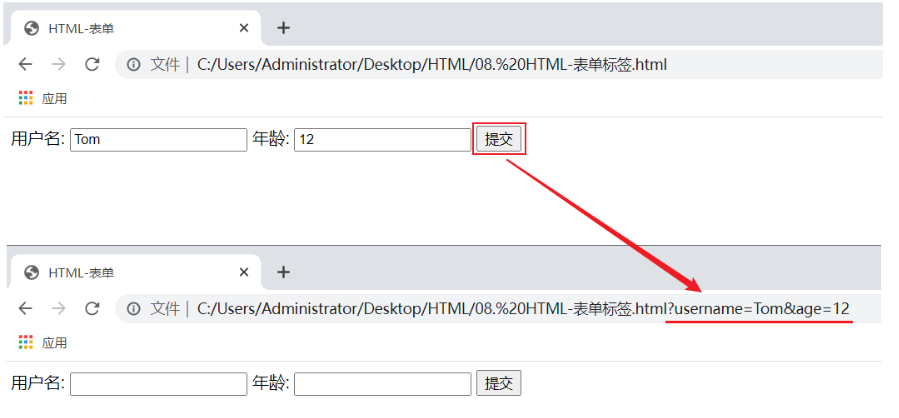 HTML-表单
文件 | C:/Users/Administrator/Desktop/HTML/08.%20HTML-表单标签.html
应用
用户名: Tom 年龄: 12 提交
HTML-表单
文件 | C:/Users/Administrator/Desktop/HTML/08.%20HTML-表单标签.html?username=Tom&age=12
应用
用户名: 年龄: 提交